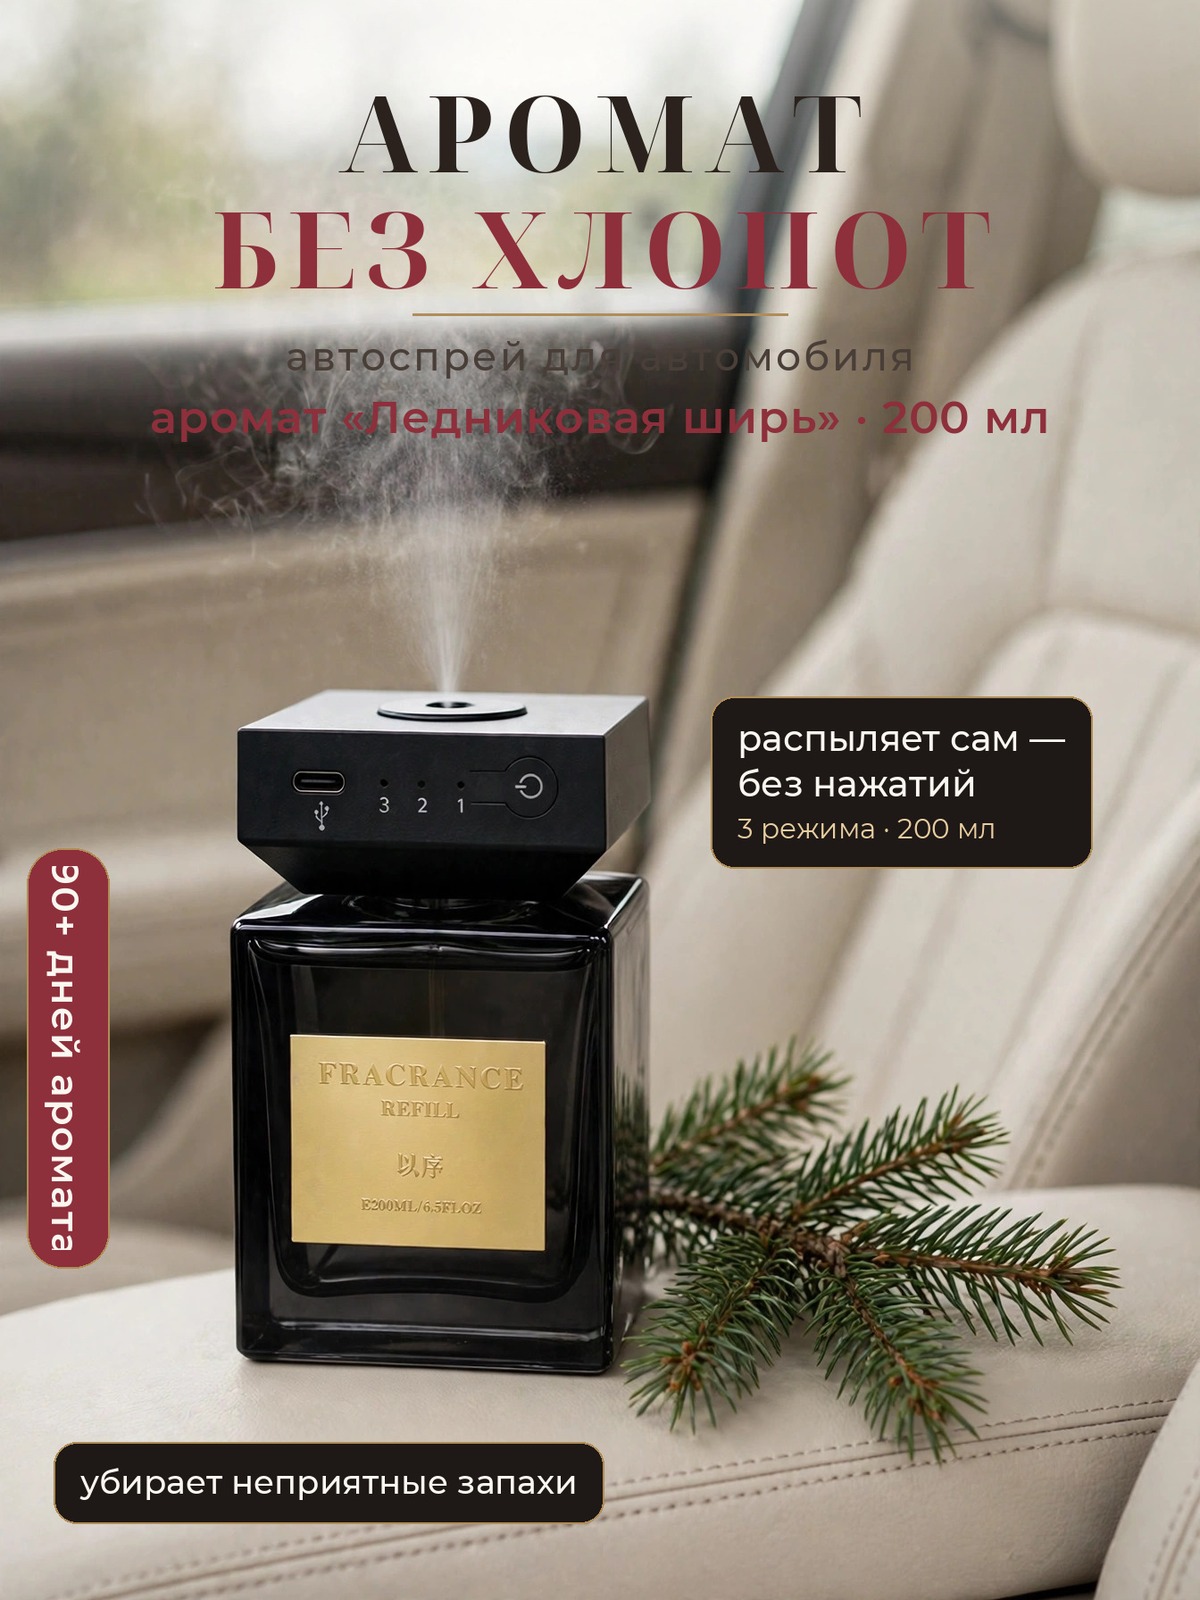 АРОМАТ
БЕЗ ХЛОПОТ
автоспрей для автомобиля
аромат «Ледниковая ширь» · 200 мл
распыляет сам —
без нажатий
3 режима · 200 мл
3 2 1
90+ дней аромата
FRACRANCE
REFILL
以序
E200ML/6.5FLOZ
убирает неприятные запахи